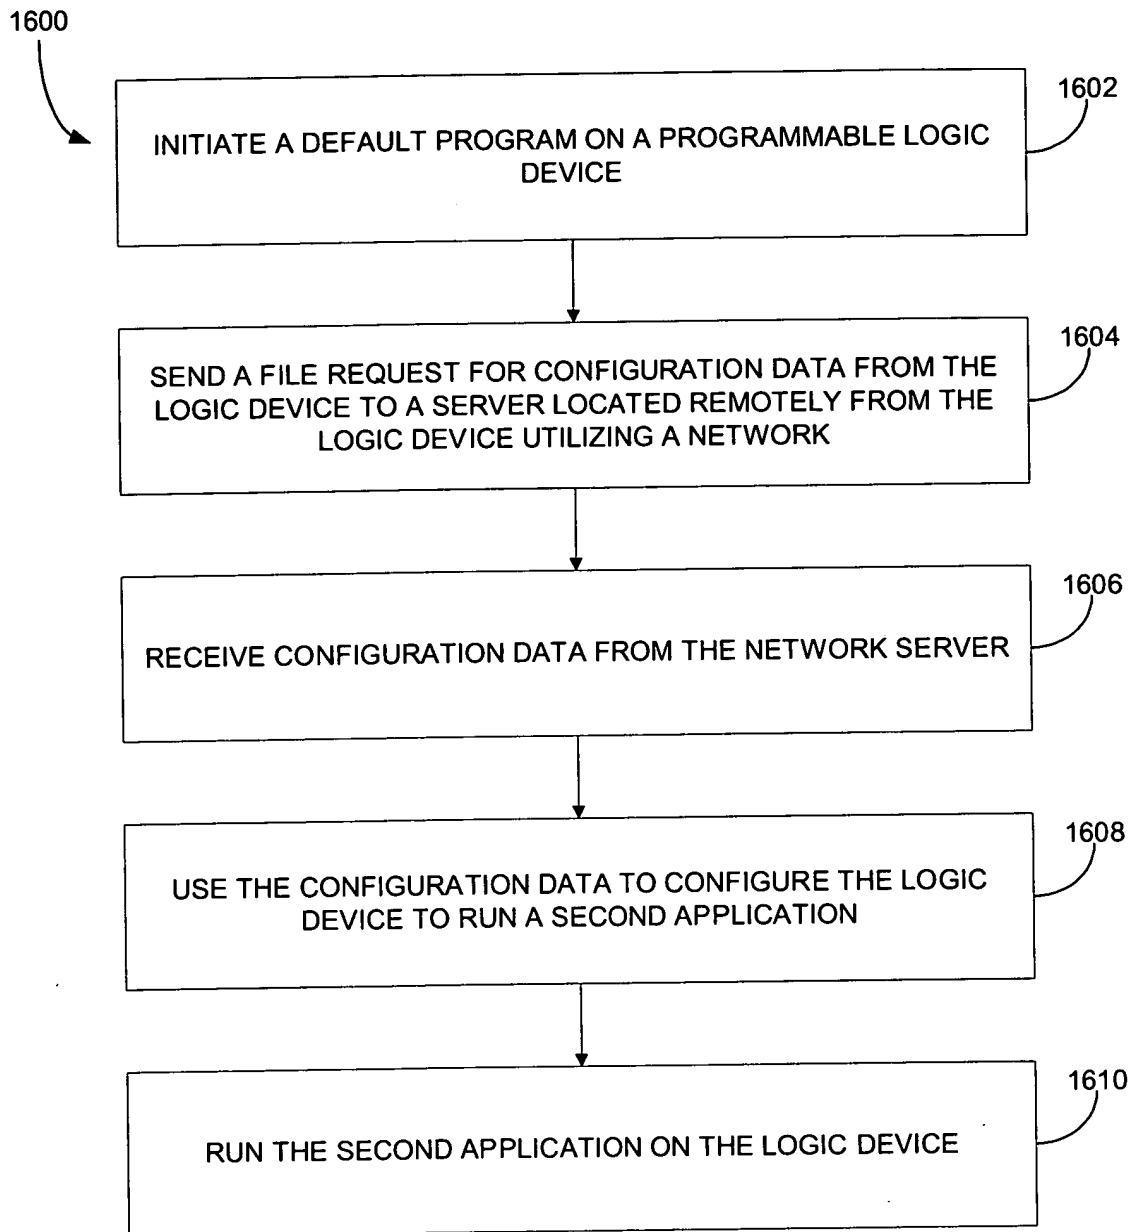 1600
1602
INITIATE A DEFAULT PROGRAM ON A PROGRAMMABLE LOGIC
DEVICE
1604
SEND A FILE REQUEST FOR CONFIGURATION DATA FROM THE
LOGIC DEVICE TO A SERVER LOCATED REMOTELY FROM THE
LOGIC DEVICE UTILIZING A NETWORK
1606
RECEIVE CONFIGURATION DATA FROM THE NETWORK SERVER
1608
USE THE CONFIGURATION DATA TO CONFIGURE THE LOGIC
DEVICE TO RUN A SECOND APPLICATION
1610
RUN THE SECOND APPLICATION ON THE LOGIC DEVICE